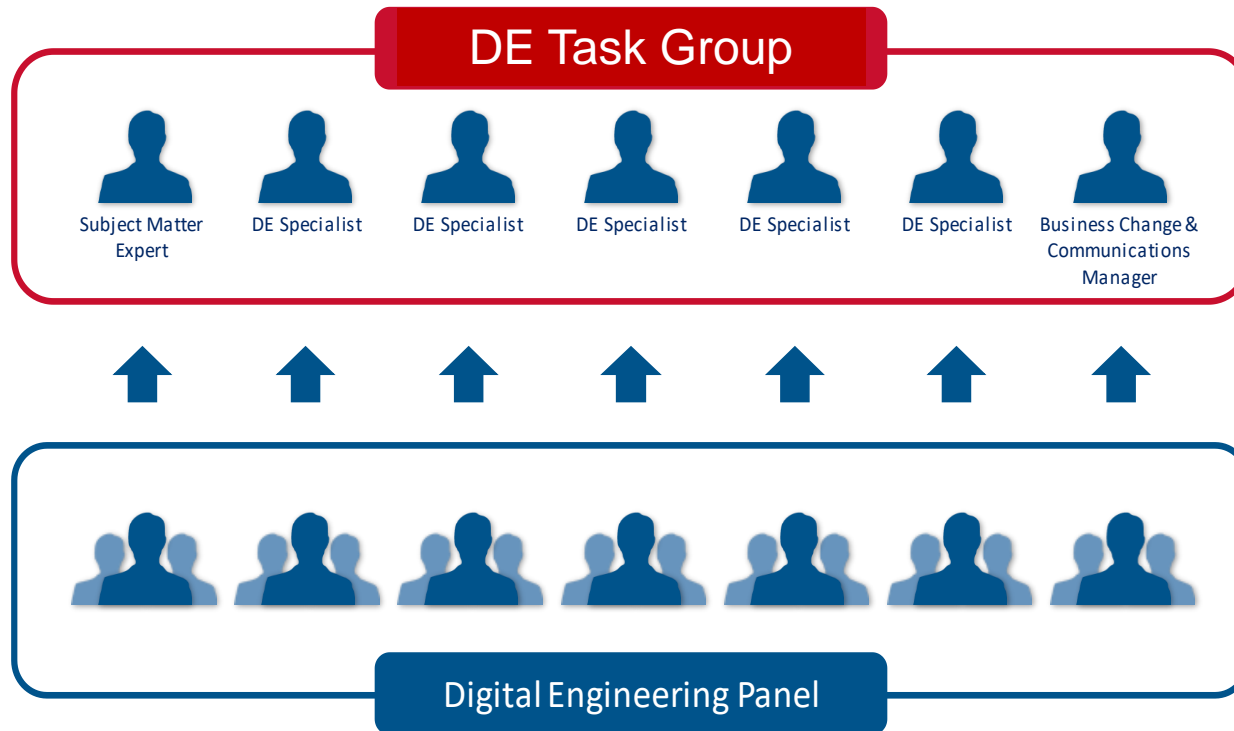 DE Task Group
Subject Matter
Expert
DE Specialist
DE Specialist
DE Specialist
DE Specialist
DE Specialist
Business Change &
Communications
Manager
Digital Engineering Panel